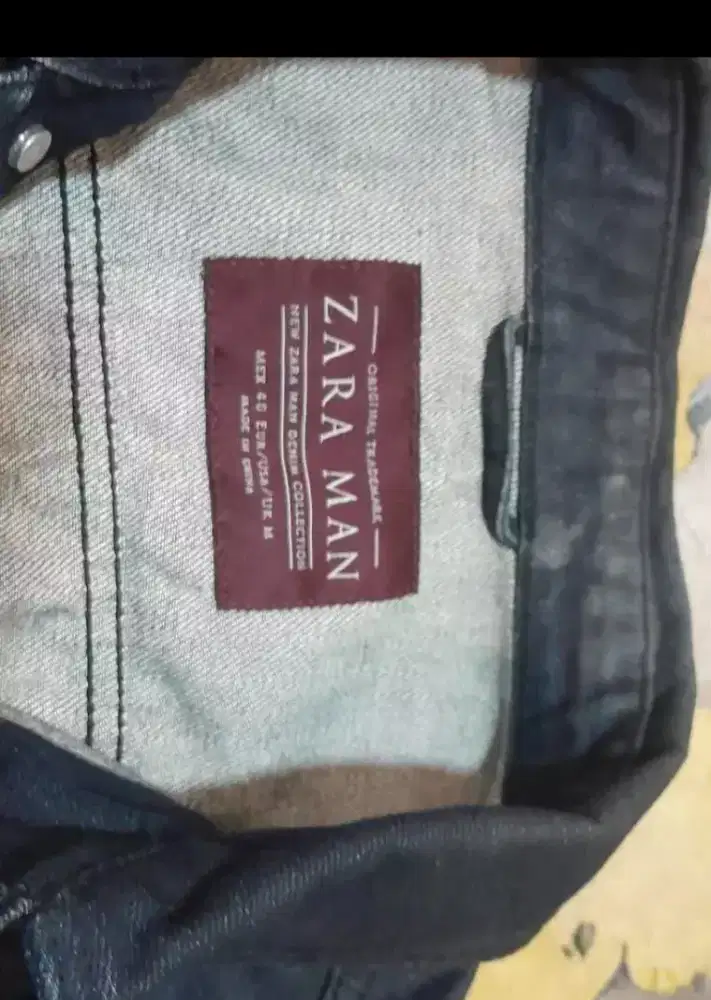 ORIGINAL TRADEMARK
ZARA MAN
NEW ZARA MAN DENIM COLLECTION
MEX 40 EUR/USA/UK M
MADE IN CHINA